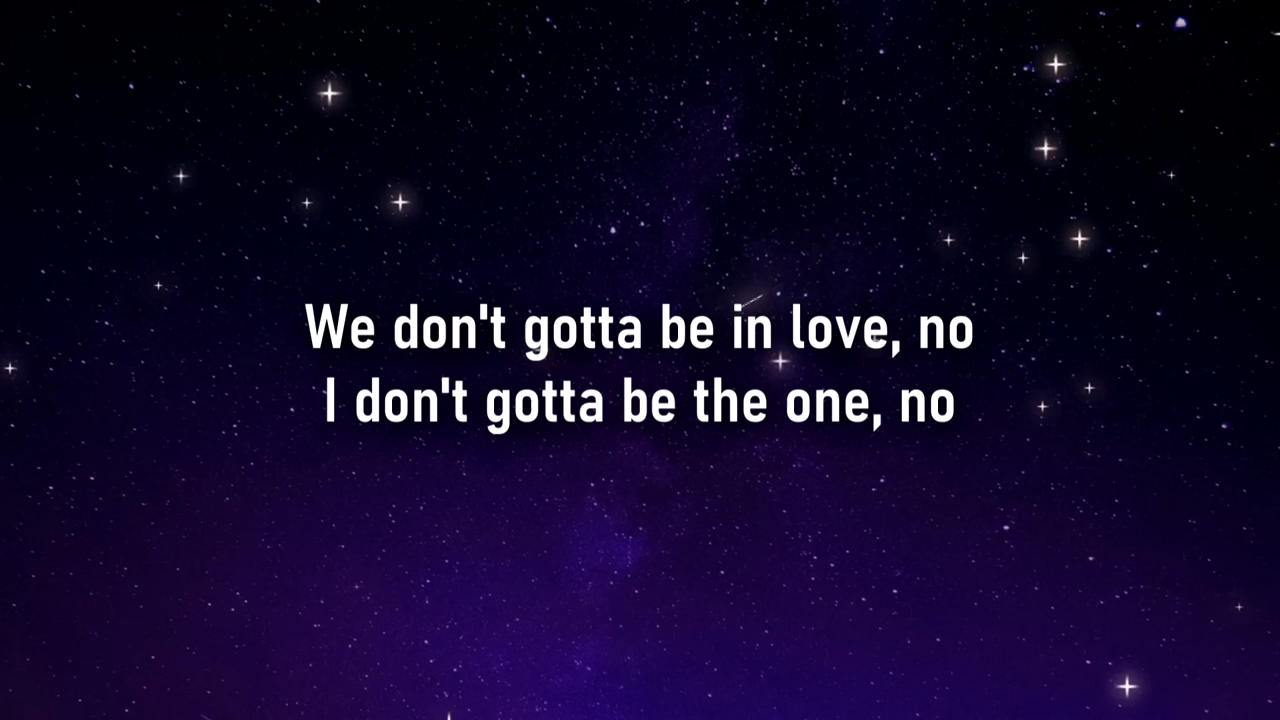 We don't gotta be in love, no
I don't gotta be the one, no